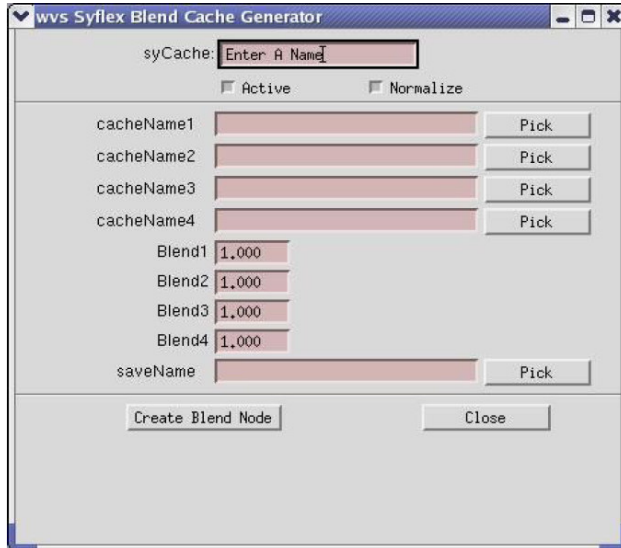 wvs Syflex Blend Cache Generator
syCache: Enter A Name
Active Normalize
cacheName1 Pick
cacheName2 Pick
cacheName3 Pick
cacheName4 Pick
Blend1 1.000
Blend2 1.000
Blend3 1.000
Blend4 1.000
saveName Pick
Create Blend Node Close